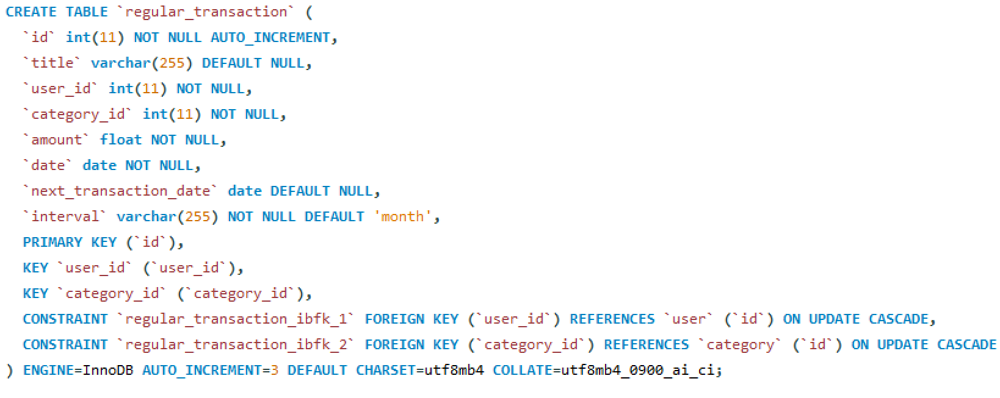 CREATE TABLE `regular_transaction` (
`id` int(11) NOT NULL AUTO_INCREMENT,
`title` varchar(255) DEFAULT NULL,
`user_id` int(11) NOT NULL,
`category_id` int(11) NOT NULL,
`amount` float NOT NULL,
`date` date NOT NULL,
`next_transaction_date` date DEFAULT NULL,
`interval` varchar(255) NOT NULL DEFAULT 'month',
PRIMARY KEY (`id`),
KEY `user_id` (`user_id`),
KEY `category_id` (`category_id`),
CONSTRAINT `regular_transaction_ibfk_1` FOREIGN KEY (`user_id`) REFERENCES `user` (`id`) ON UPDATE CASCADE,
CONSTRAINT `regular_transaction_ibfk_2` FOREIGN KEY (`category_id`) REFERENCES `category` (`id`) ON UPDATE CASCADE
) ENGINE=InnoDB AUTO_INCREMENT=3 DEFAULT CHARSET=utf8mb4 COLLATE=utf8mb4_0900_ai_ci;